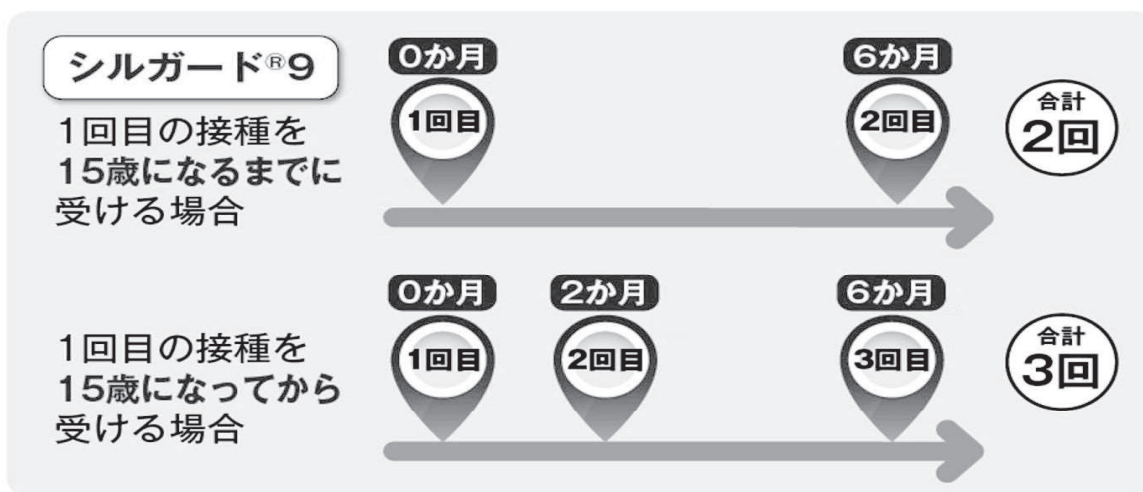 シルガード®9
1回目の接種を
15歳になるまでに
受ける場合
0か月
1回目
6か月
2回目
合計
2回
1回目の接種を
15歳になってから
受ける場合
0か月
1回目
2か月
2回目
6か月
3回目
合計
3回